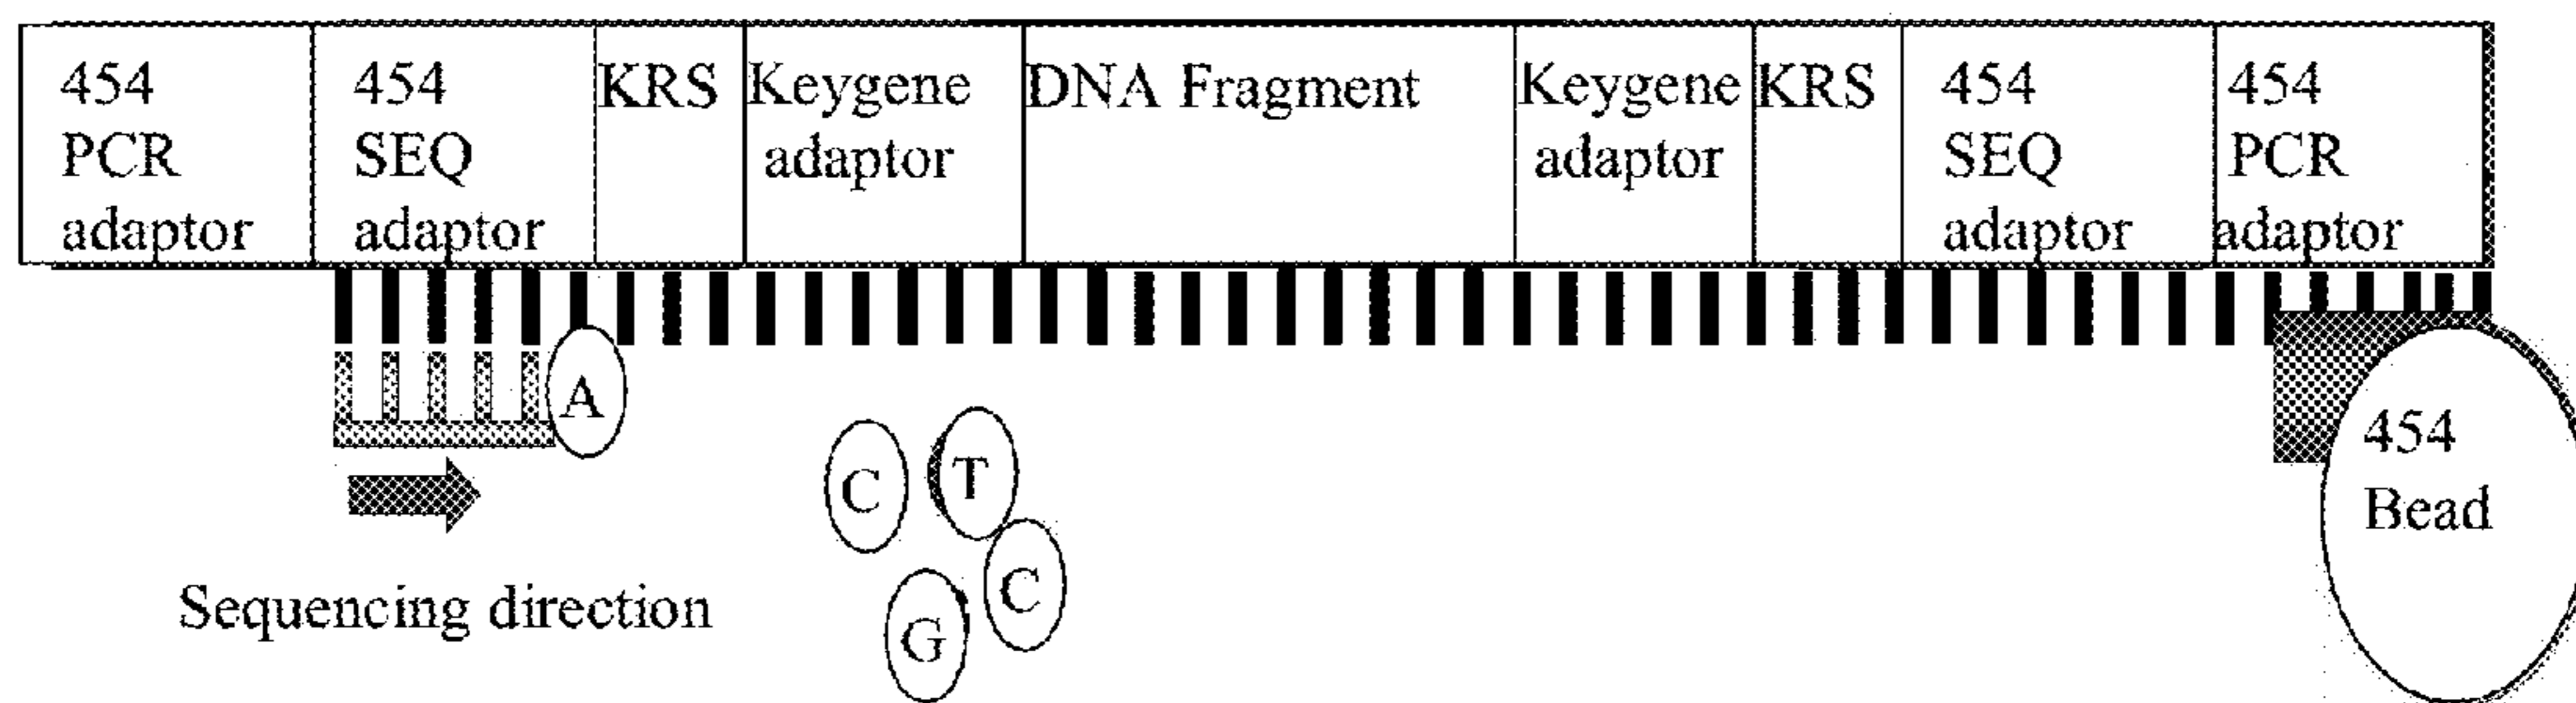 454
PCR
adaptor
454
SEQ
adaptor
KRS
Keygene
adaptor
DNA Fragment
Keygene
adaptor
KRS
454
SEQ
adaptor
454
PCR
adaptor
A
C
T
C
G
454
Bead
Sequencing direction